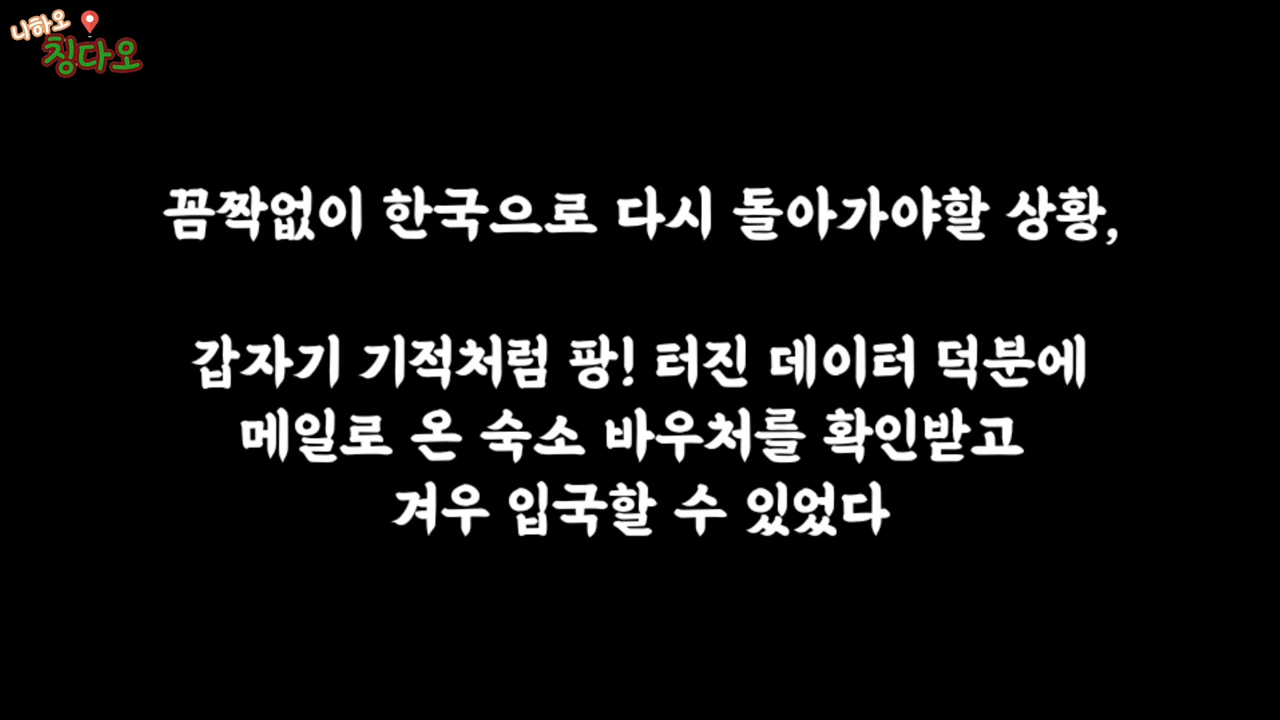 니하오
칭다오
꼼짝없이 한국으로 다시 돌아가야할 상황,
갑자기 기적처럼 팡! 터진 데이터 덕분에
메일로 온 숙소 바우처를 확인받고
겨우 입국할 수 있었다